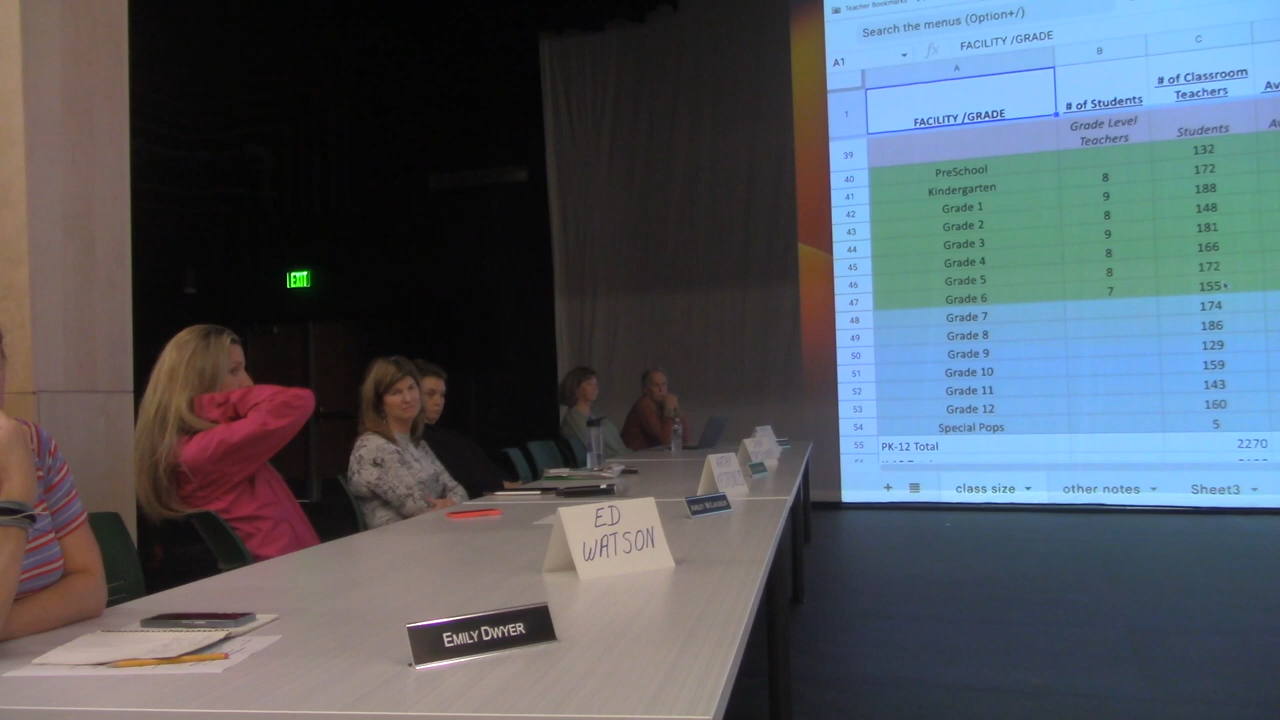 Teacher Bookmarks
Search the menus (Option+/)
A1 fx FACILITY /GRADE
A B C
1 FACILITY /GRADE # of Students # of Classroom Teachers Av
39 Grade Level Teachers Students
40 PreSchool 132
41 Kindergarten 8 172
42 Grade 1 9 188
43 Grade 2 8 148
44 Grade 3 9 181
45 Grade 4 8 166
46 Grade 5 8 172
47 Grade 6 7 155
48 Grade 7 174
49 Grade 8 186
50 Grade 9 129
51 Grade 10 159
52 Grade 11 143
53 Grade 12 160
54 Special Pops 5
55 PK-12 Total 2270
+ class size other notes Sheet3
EXIT
ED
WATSON
EMILY DWYER